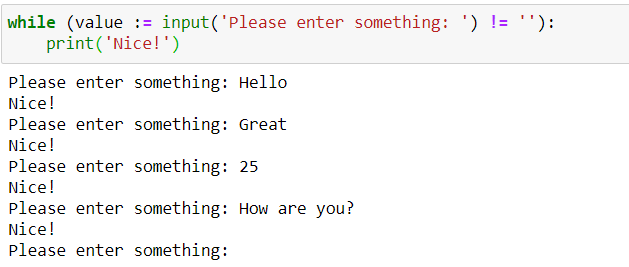 while (value := input('Please enter something: ') != ''):
    print('Nice!')
Please enter something: Hello
Nice!
Please enter something: Great
Nice!
Please enter something: 25
Nice!
Please enter something: How are you?
Nice!
Please enter something: